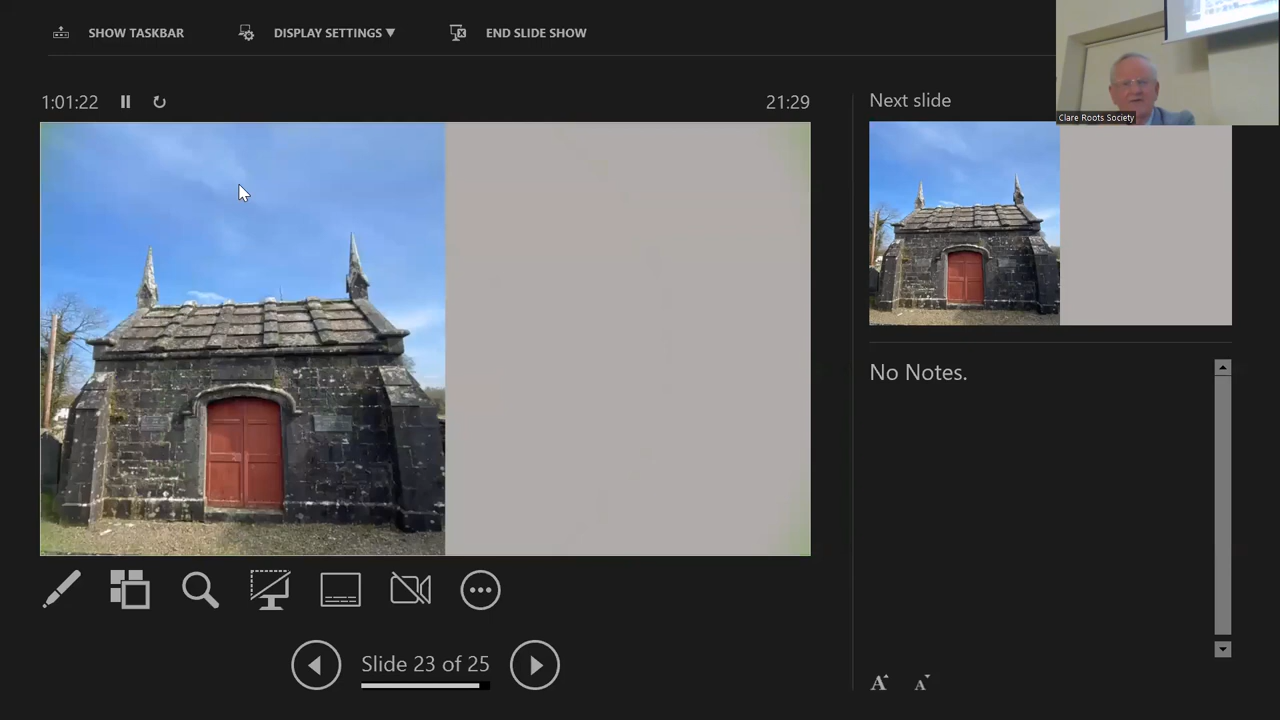 SHOW TASKBAR
DISPLAY SETTINGS ▼
END SLIDE SHOW
1:01:22
21:29
Next slide
Clare Roots Society
No Notes.
Slide 23 of 25
A
A